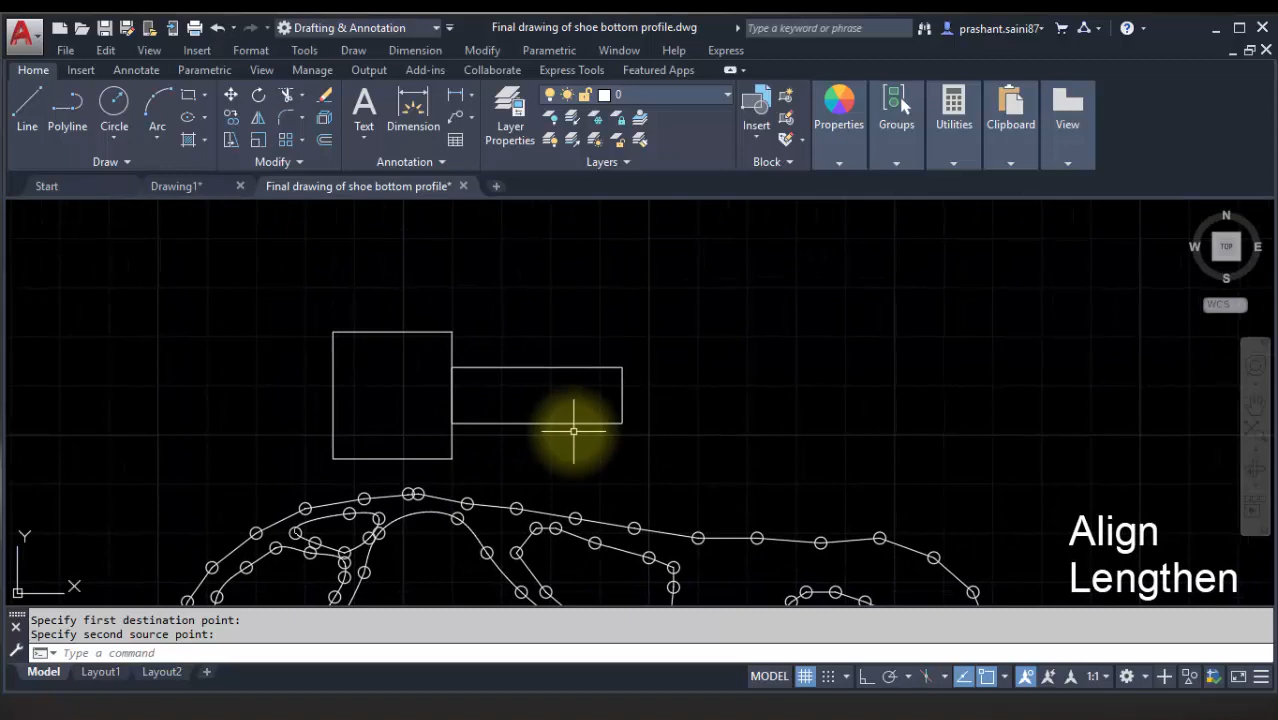 Drafting & Annotation
Final drawing of shoe bottom profile.dwg
Type a keyword or phrase
prashant.saini87
File Edit View Insert Format Tools Draw Dimension Modify Parametric Window Help Express
Home Insert Annotate Parametric View Manage Output Add-ins Collaborate Express Tools Featured Apps
0
Line Polyline Circle Arc Text Dimension Layer Properties Insert Properties Groups Utilities Clipboard View
Draw Modify Annotation Layers Block
Start Drawing1* Final drawing of shoe bottom profile*
N
W TOP E
S
WCS
Align
Lengthen
Y
X
Specify first destination point:
Specify second source point:
Type a command
Model Layout1 Layout2
MODEL 1:1